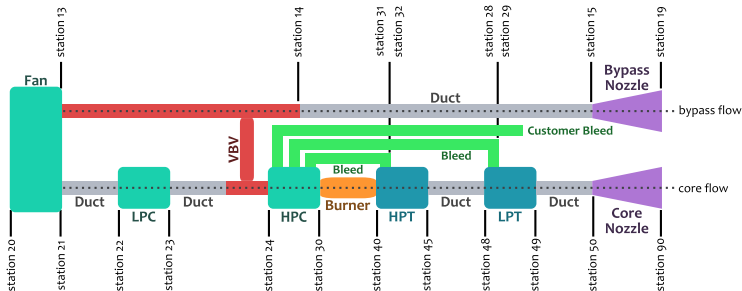 station 13
station 14
station 31
station 32
station 28
station 29
station 15
station 19
Fan
Bypass
Nozzle
Duct
bypass flow
VBV
Customer Bleed
Bleed
Bleed
core flow
Duct
LPC
Duct
HPC
Burner
HPT
Duct
LPT
Duct
Core
Nozzle
station 20
station 21
station 22
station 23
station 24
station 30
station 40
station 45
station 48
station 49
station 50
station 90